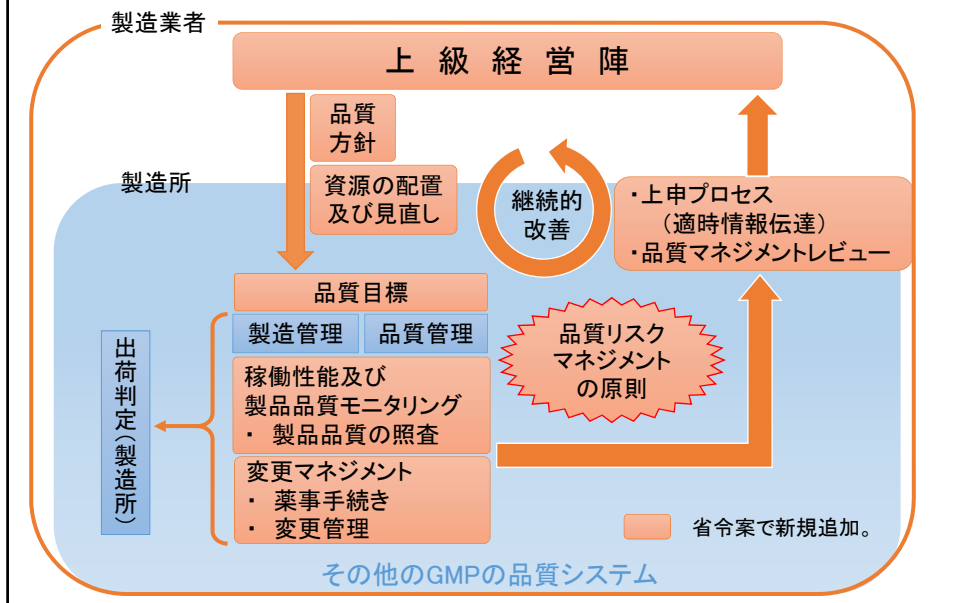 製造業者
上級経営陣
品質
方針
資源の配置
及び見直し
製造所
継続的
改善
・上申プロセス
（適時情報伝達）
・品質マネジメントレビュー
品質目標
製造管理
品質管理
品質リスク
マネジメント
の原則
出荷判定（製造所）
稼働性能及び
製品品質モニタリング
・ 製品品質の照査
変更マネジメント
・ 薬事手続き
・ 変更管理
省令案で新規追加。
その他のGMPの品質システム